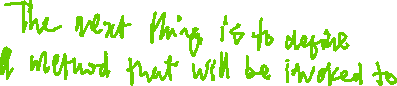 The next thing is to define
a method that will be invoked to